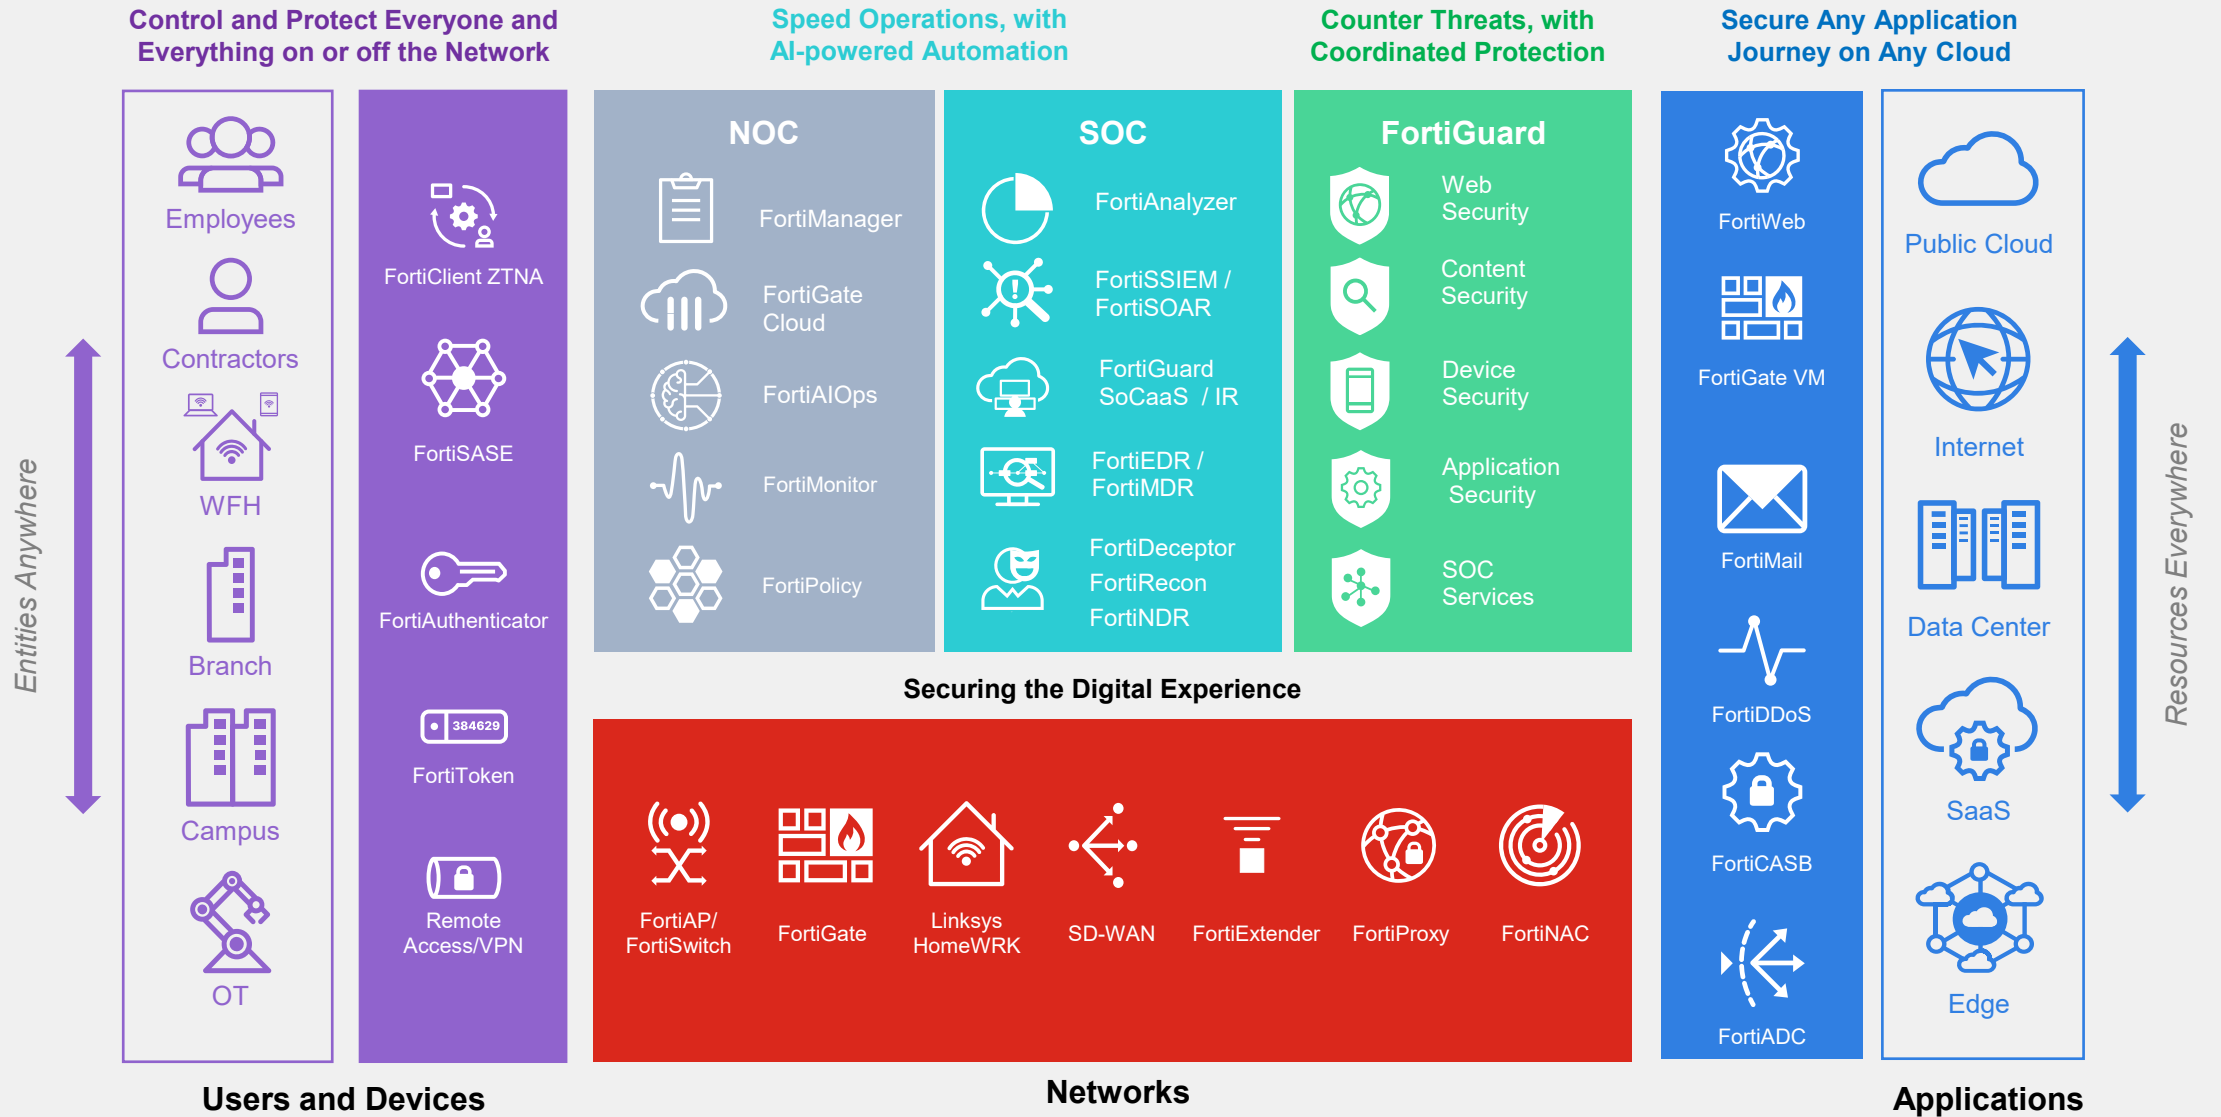 Control and Protect Everyone and
Everything on or off the Network
Speed Operations, with
AI-powered Automation
Counter Threats, with
Coordinated Protection
Secure Any Application
Journey on Any Cloud
Entities Anywhere
Employees
Contractors
WFH
Branch
Campus
OT
FortiClient ZTNA
FortiSASE
FortiAuthenticator
384629
FortiToken
Remote
Access/VPN
NOC
FortiManager
FortiGate
Cloud
FortiAIOps
FortiMonitor
FortiPolicy
SOC
FortiAnalyzer
FortiSSIEM /
FortiSOAR
FortiGuard
SoCaaS / IR
FortiEDR /
FortiMDR
FortiDeceptor
FortiRecon
FortiNDR
FortiGuard
Web
Security
Content
Security
Device
Security
Application
Security
SOC
Services
Securing the Digital Experience
FortiAP/
FortiSwitch
FortiGate
Linksys
HomeWRK
SD-WAN
FortiExtender
FortiProxy
FortiNAC
FortiWeb
FortiGate VM
FortiMail
FortiDDoS
FortiCASB
FortiADC
Public Cloud
Internet
Data Center
SaaS
Edge
Resources Everywhere
Users and Devices
Networks
Applications